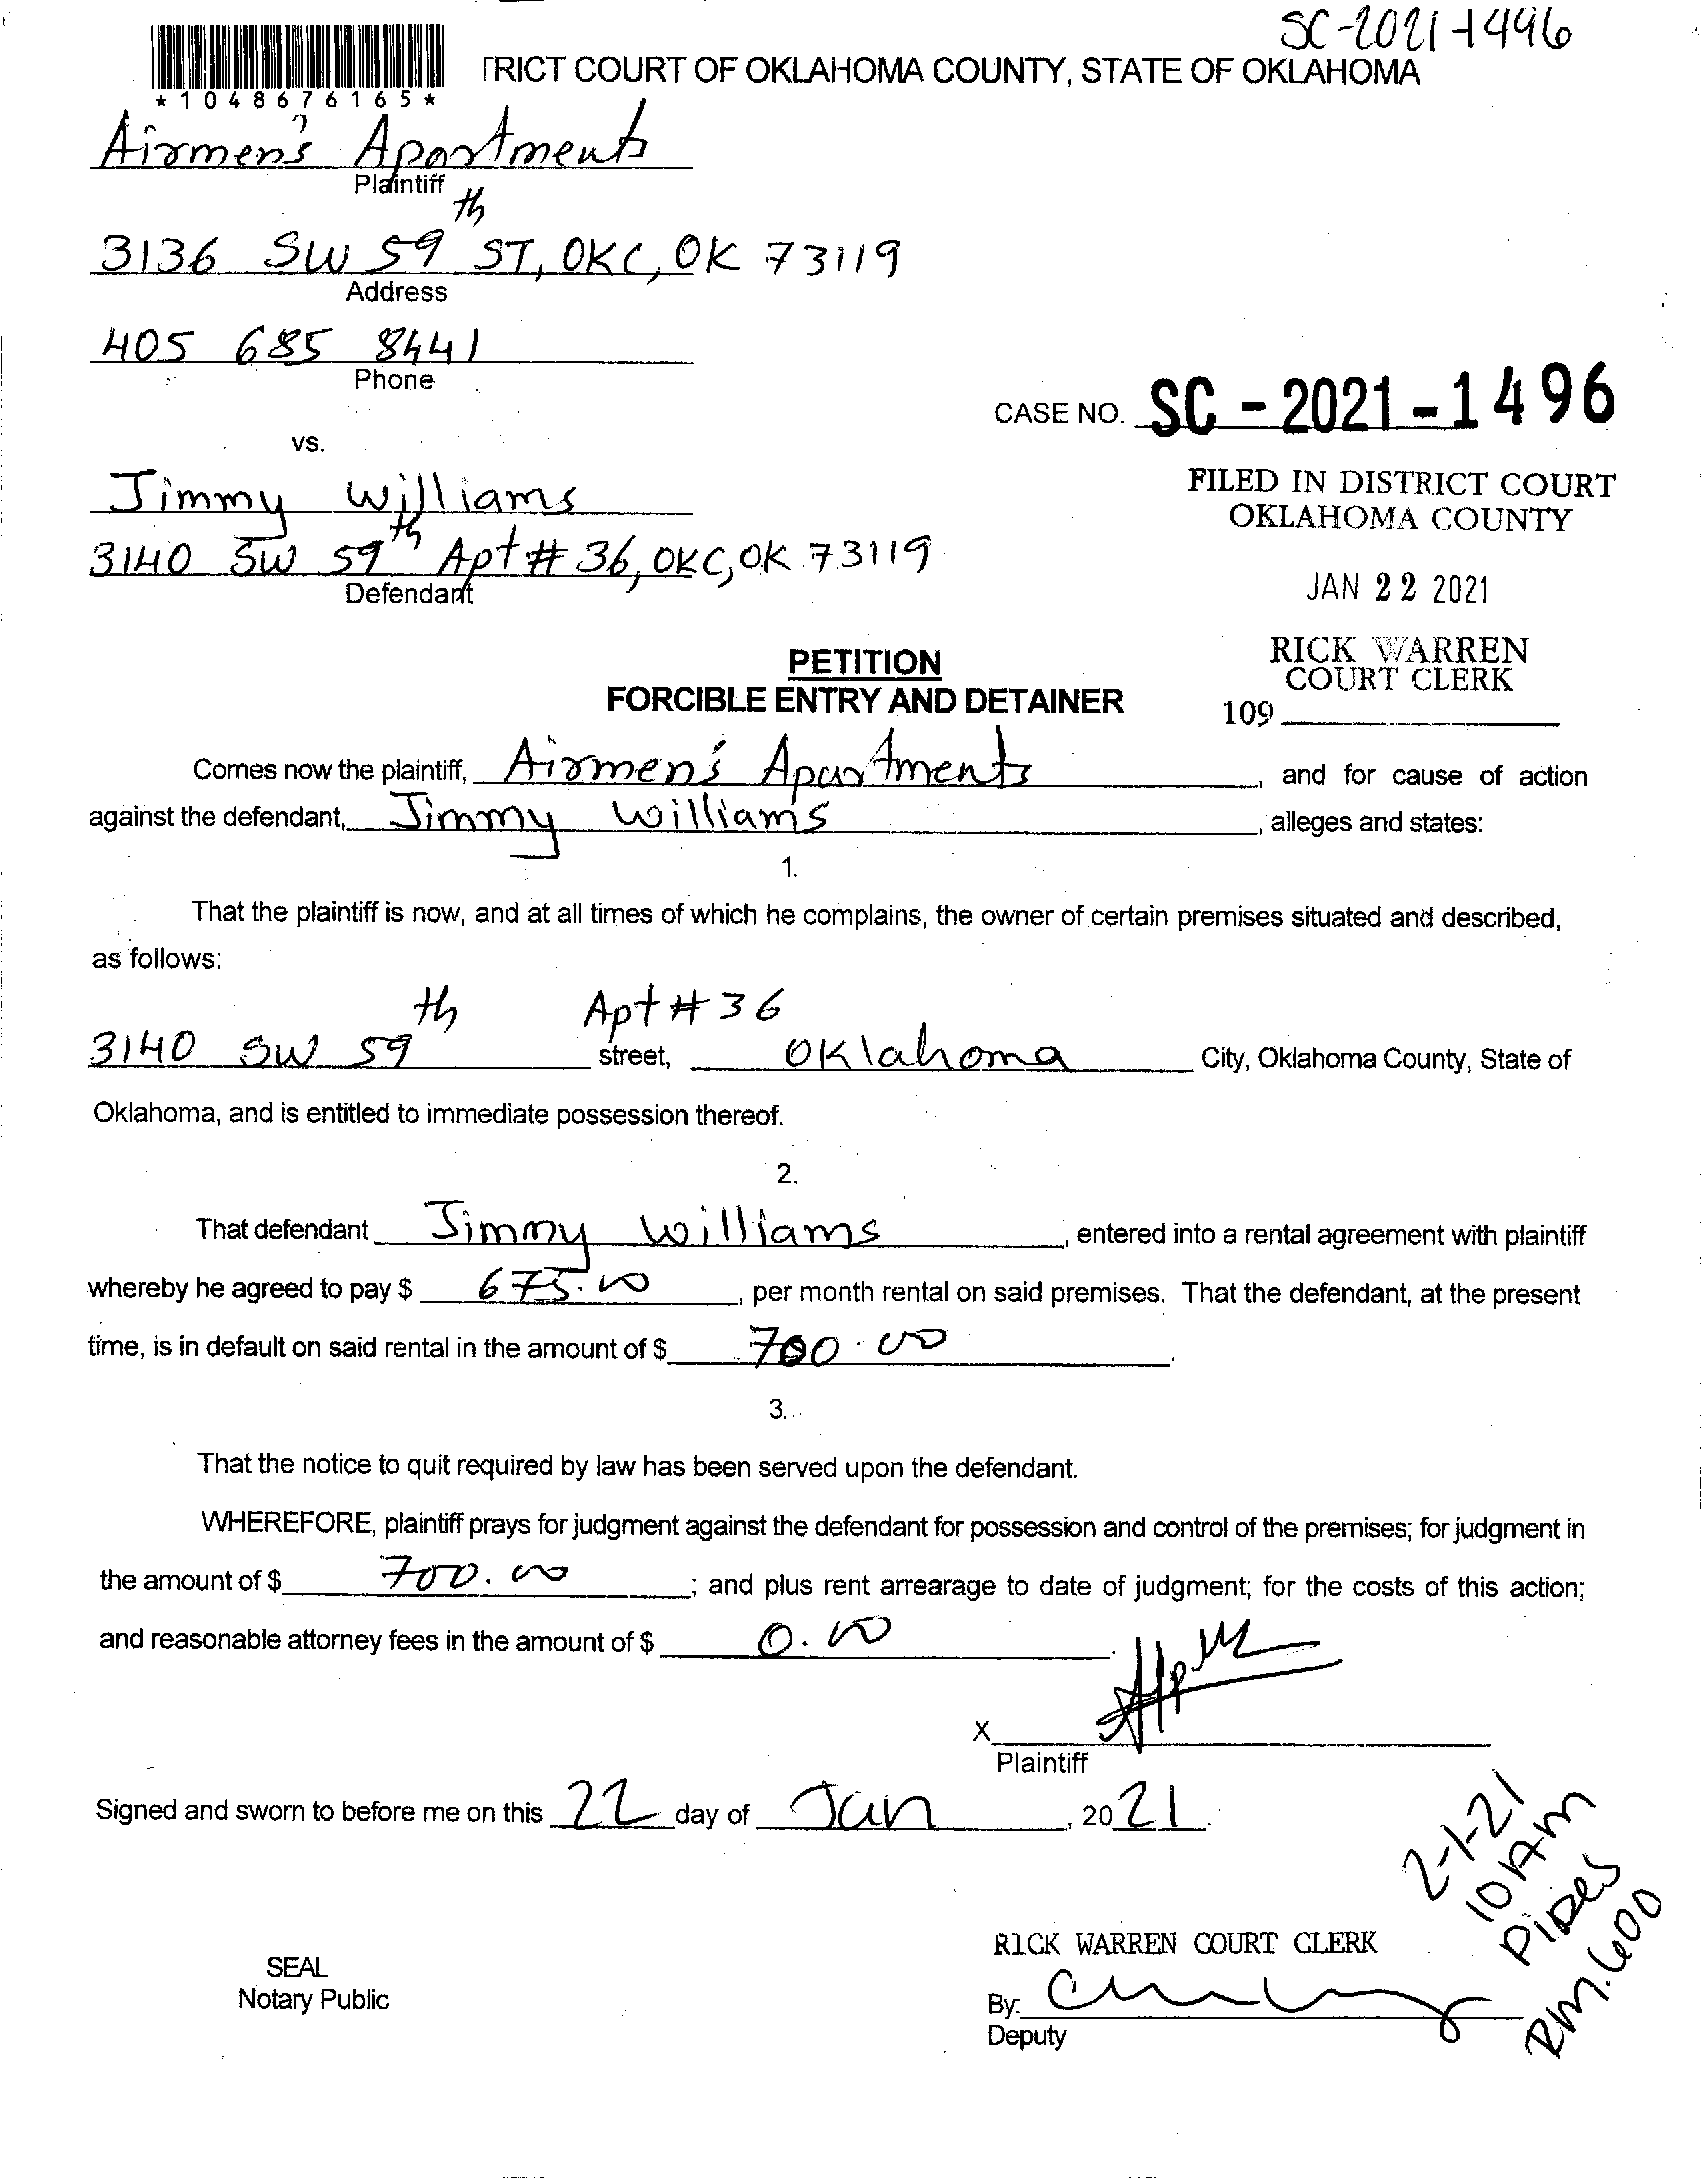 SC-2021-1496
*1048676165*
TRICT COURT OF OKLAHOMA COUNTY, STATE OF OKLAHOMA
Airmen's Apartments
Plaintiff
3136 SW 59th ST, OKC, OK 73119
Address
405 685 8441
Phone
CASE NO. SC - 2021 - 1496
vs.
FILED IN DISTRICT COURT
OKLAHOMA COUNTY
Jimmy Williams
3140 SW 59th Apt # 36, OKC, OK 73119
Defendant
JAN 22 2021
RICK WARREN
COURT CLERK
109
PETITION
FORCIBLE ENTRY AND DETAINER
Comes now the plaintiff, Airmen's Apartments, and for cause of action
against the defendant, Jimmy Williams, alleges and states:
1.
That the plaintiff is now, and at all times of which he complains, the owner of certain premises situated and described,
as follows:
3140 SW 59th Apt # 36 street, Oklahoma City, Oklahoma County, State of
Oklahoma, and is entitled to immediate possession thereof.
2.
That defendant Jimmy Williams, entered into a rental agreement with plaintiff
whereby he agreed to pay $ 675.00, per month rental on said premises. That the defendant, at the present
time, is in default on said rental in the amount of $ 700.00.
3.
That the notice to quit required by law has been served upon the defendant.
WHEREFORE, plaintiff prays for judgment against the defendant for possession and control of the premises; for judgment in
the amount of $ 700.00; and plus rent arrearage to date of judgment; for the costs of this action;
and reasonable attorney fees in the amount of $ 0.00.
X
Plaintiff
Signed and sworn to before me on this 22 day of Jan, 2021.
2-1-21
10 AM
PIRES
RM. 600
RICK WARREN COURT CLERK
SEAL
Notary Public
By:
Deputy